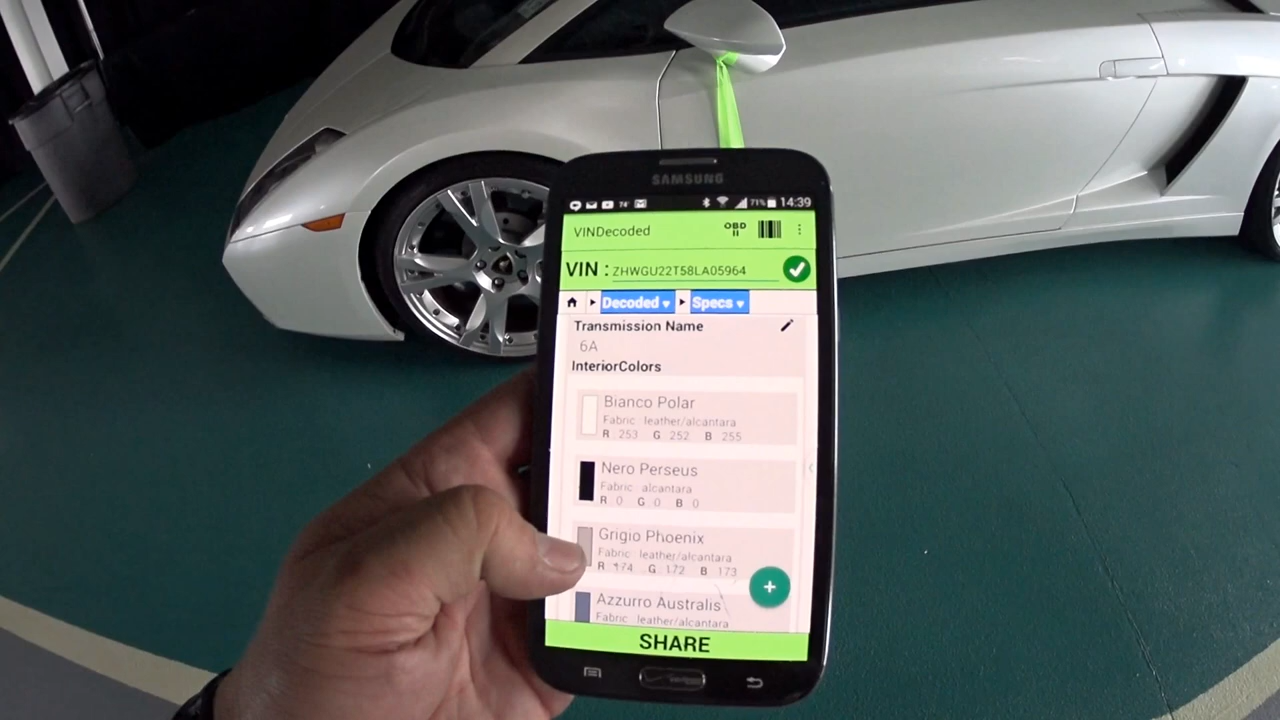 SAMSUNG
74° 71% 14:39
VINDecoded OBD II
VIN : ZHWGU22T58LA05964
Decoded Specs
Transmission Name
6A
InteriorColors
Bianco Polar
Fabric : leather/alcantara
R 253 G 252 B 255
Nero Perseus
Fabric : alcantara
R 0 G 0 B 0
Grigio Phoenix
Fabric : leather/alcantara
R 174 G 172 B 173
Azzurro Australis
Fabric : leather/alcantara
SHARE
verizon